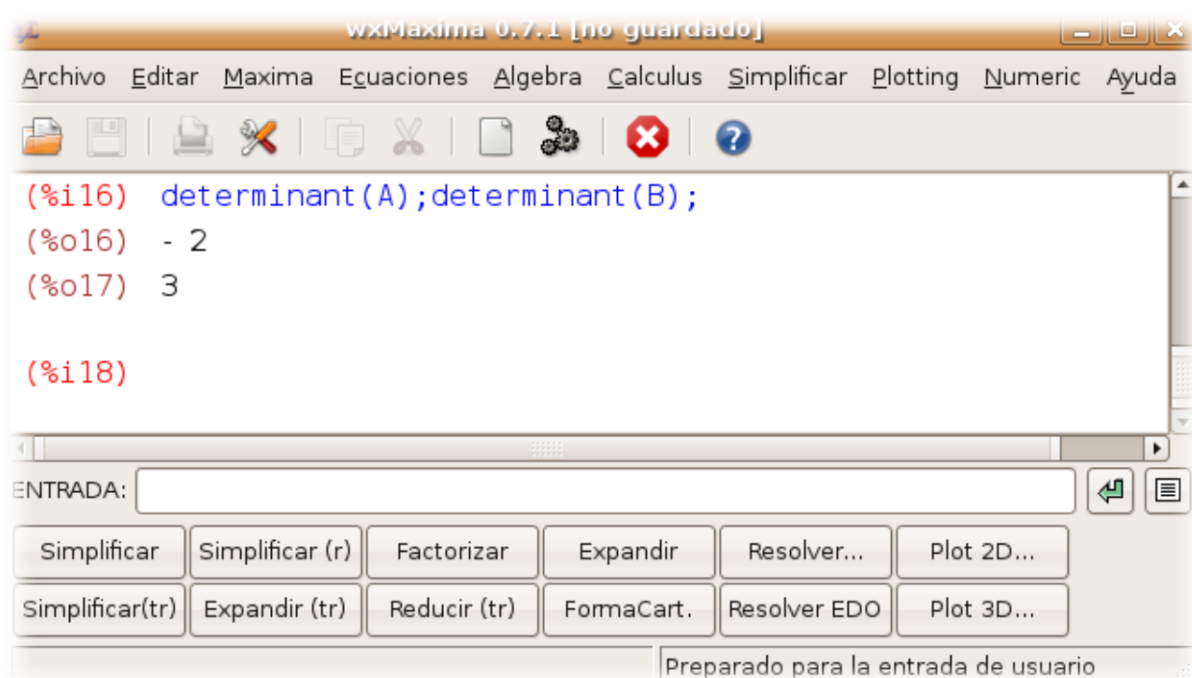 wxMaxima 0.7.1 [no guardado]
Archivo Editar Maxima Ecuaciones Algebra Calculus Simplificar Plotting Numeric Ayuda
(%i16) determinant(A);determinant(B);
(%o16) - 2
(%o17) 3
(%i18)
ENTRADA:
Simplificar Simplificar (r) Factorizar Expandir Resolver... Plot 2D...
Simplificar(tr) Expandir (tr) Reducir (tr) FormaCart. Resolver EDO Plot 3D...
Preparado para la entrada de usuario